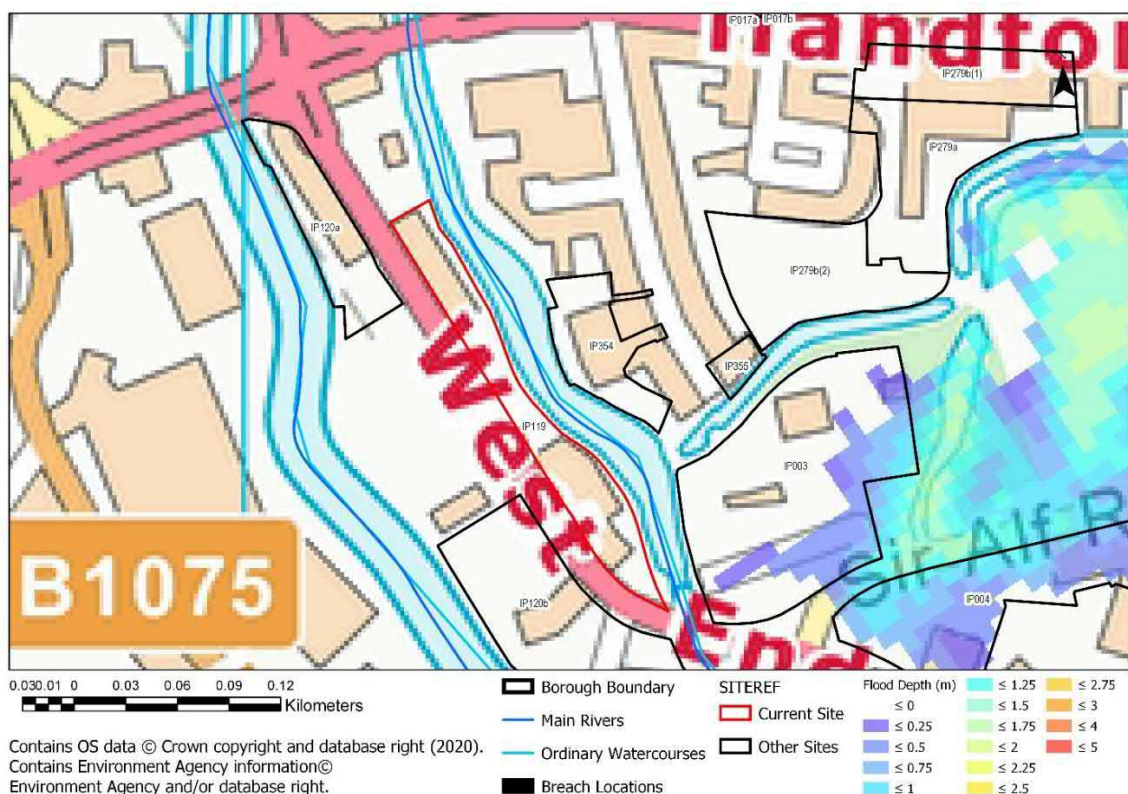 IP017a IP017b
Handfor
IP279b(1)
IP279a
IP120a
IP279b(2)
IP354
IP355
West
IP119
IP003
Sir Alf R
B1075
IP120b
End
IP004
0.03 0.01 0 0.03 0.06 0.09 0.12
Kilometers
Contains OS data © Crown copyright and database right (2020).
Contains Environment Agency information©
Environment Agency and/or database right.
Borough Boundary
Main Rivers
Ordinary Watercourses
Breach Locations
SITEREF
Current Site
Other Sites
Flood Depth (m)
≤ 0
≤ 0.25
≤ 0.5
≤ 0.75
≤ 1
≤ 1.25
≤ 1.5
≤ 1.75
≤ 2
≤ 2.25
≤ 2.5
≤ 2.75
≤ 3
≤ 4
≤ 5